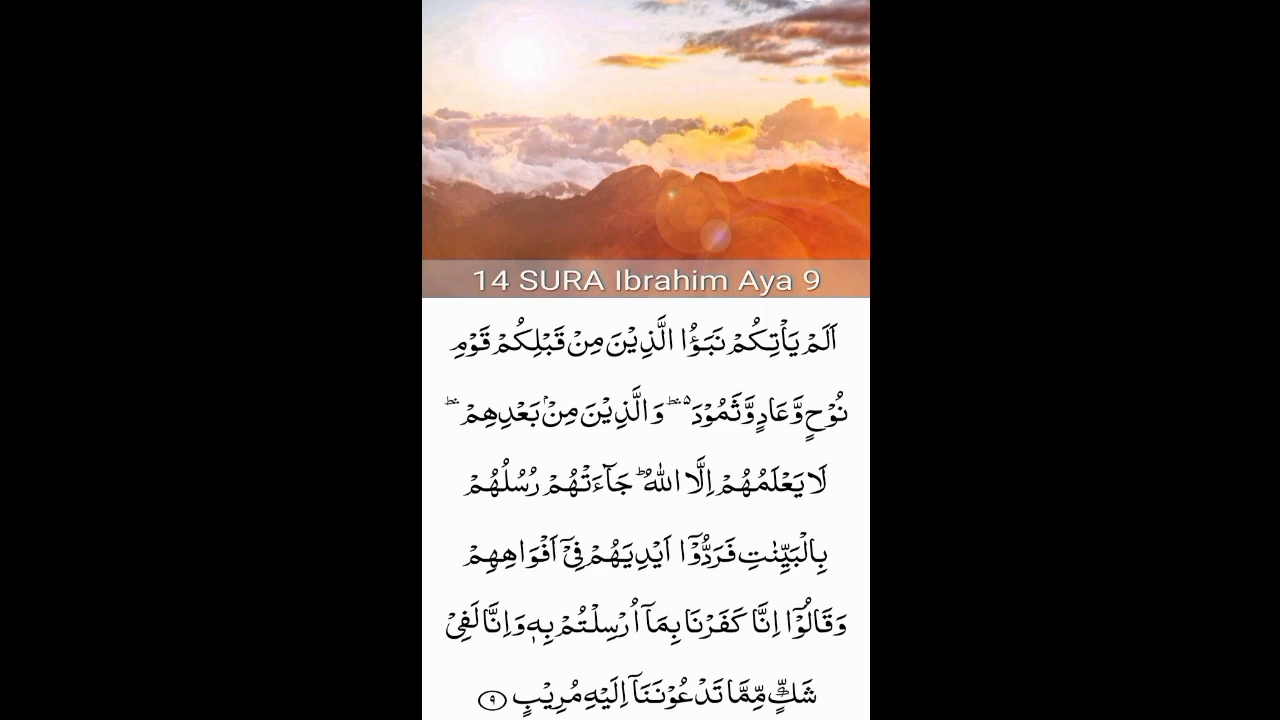 14 SURA Ibrahim Aya 9
اَلَمْ يَاْتِكُمْ نَبَؤُا الَّذِيْنَ مِنْ قَبْلِكُمْ قَوْمِ
نُوْحٍ وَّعَادٍ وَّثَمُوْدَ ۛؕ۬ وَالَّذِيْنَ مِنْۢ بَعْدِهِمْ ۛؕ
لَا يَعْلَمُهُمْ اِلَّا اللّٰهُ ؕ جَآءَتْهُمْ رُسُلُهُمْ
بِالْبَيِّنٰتِ فَرَدُّوْۤا اَيْدِيَهُمْ فِيْۤ اَفْوَاهِهِمْ
وَقَالُوْۤا اِنَّا كَفَرْنَا بِمَاۤ اُرْسِلْتُمْ بِهٖ وَاِنَّا لَفِيْ
شَكٍّ مِّمَّا تَدْعُوْنَنَاۤ اِلَيْهِ مُرِيْبٍ ۹